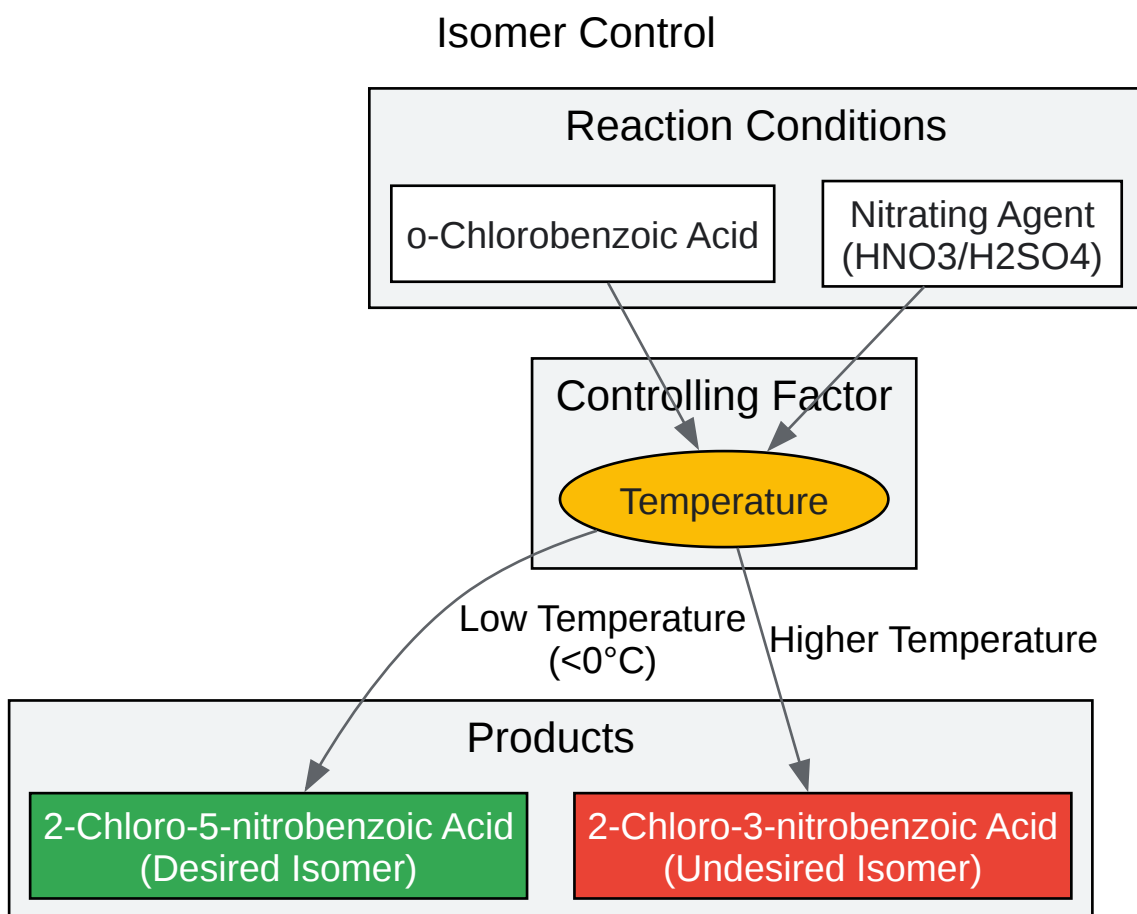 Isomer Control
Reaction Conditions
o-Chlorobenzoic Acid
Nitrating Agent
(HNO3/H2SO4)
Controlling Factor
Temperature
Low Temperature
(<0°C)
Higher Temperature
Products
2-Chloro-5-nitrobenzoic Acid
(Desired Isomer)
2-Chloro-3-nitrobenzoic Acid
(Undesired Isomer)